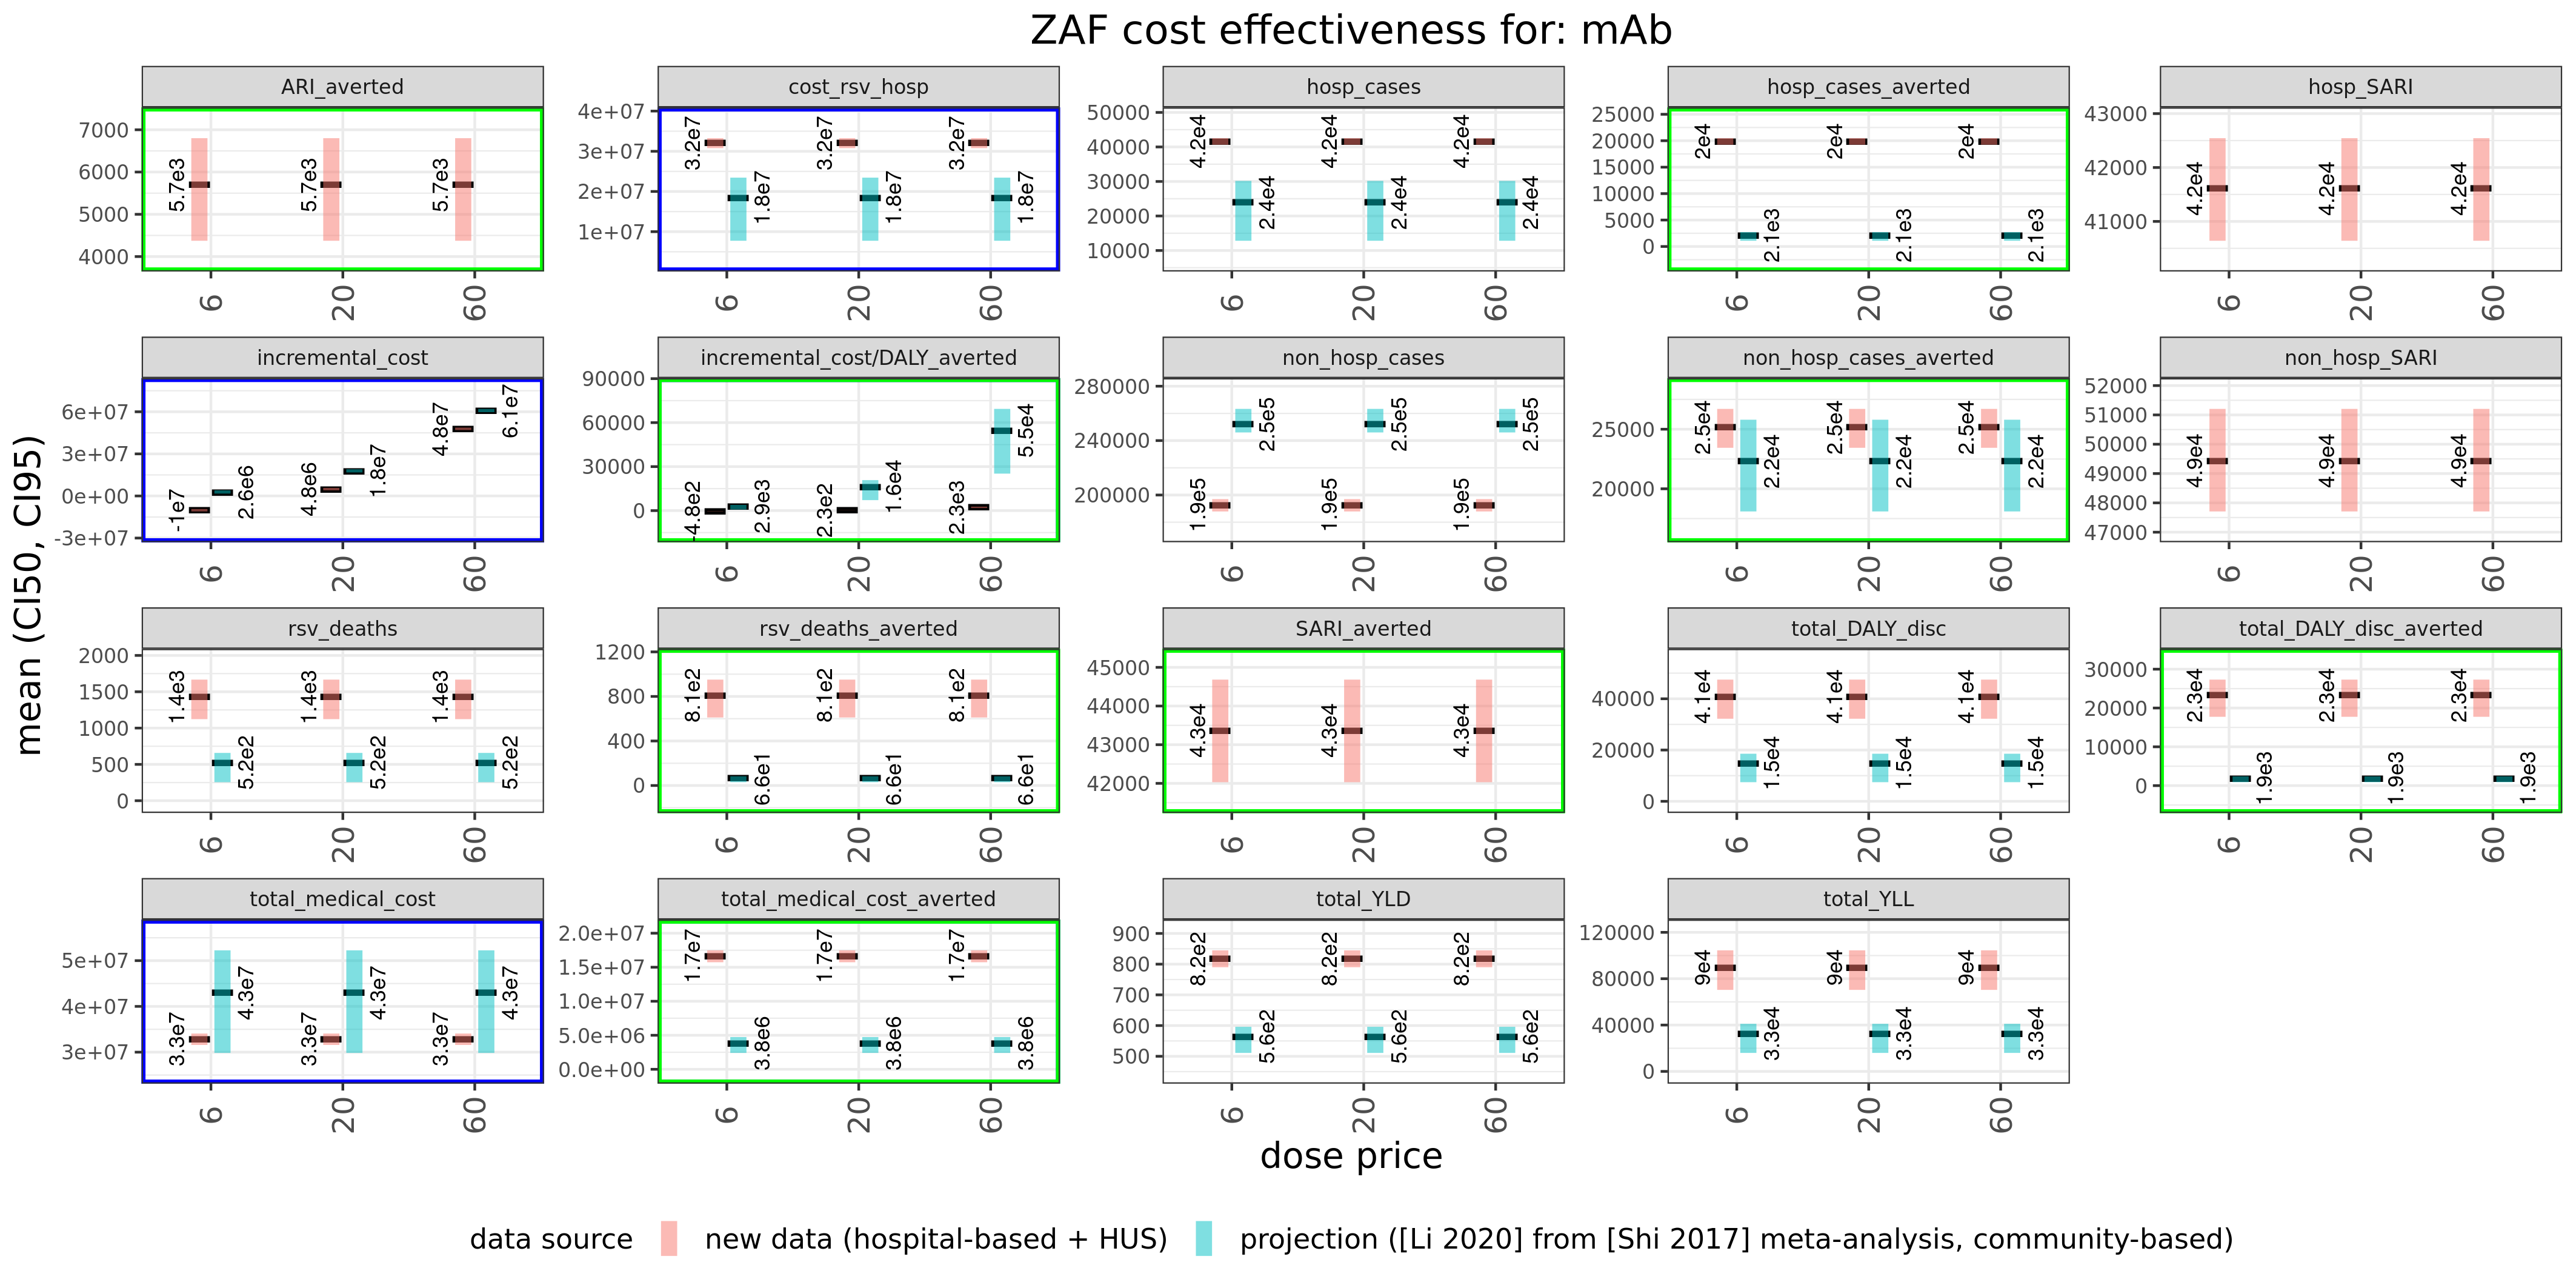 ZAF cost effectiveness for: mAb
mean (CI50, CI95)
ARI_averted
7000
6000
5000
4000
5.7e3
5.7e3
5.7e3
6
20
60
cost_rsv_hosp
4e+07
3e+07
2e+07
1e+07
3.2e7
1.8e7
3.2e7
1.8e7
3.2e7
1.8e7
6
20
60
hosp_cases
50000
40000
30000
20000
10000
4.2e4
2.4e4
4.2e4
2.4e4
4.2e4
2.4e4
6
20
60
hosp_cases_averted
25000
20000
15000
10000
5000
0
2e4
2.1e3
2e4
2.1e3
2e4
2.1e3
6
20
60
hosp_SARI
43000
42000
41000
4.2e4
4.2e4
4.2e4
6
20
60
incremental_cost
6e+07
3e+07
0e+00
-3e+07
-1e7
2.6e6
4.8e6
1.8e7
4.8e7
6.1e7
6
20
60
incremental_cost/DALY_averted
90000
60000
30000
0
-4.8e2
2.9e3
2.3e2
1.6e4
2.3e3
5.5e4
6
20
60
non_hosp_cases
280000
240000
200000
1.9e5
2.5e5
1.9e5
2.5e5
1.9e5
2.5e5
6
20
60
non_hosp_cases_averted
25000
20000
2.5e4
2.2e4
2.5e4
2.2e4
2.5e4
2.2e4
6
20
60
non_hosp_SARI
52000
51000
50000
49000
48000
47000
4.9e4
4.9e4
4.9e4
6
20
60
rsv_deaths
2000
1500
1000
500
0
1.4e3
5.2e2
1.4e3
5.2e2
1.4e3
5.2e2
6
20
60
rsv_deaths_averted
1200
800
400
0
8.1e2
6.6e1
8.1e2
6.6e1
8.1e2
6.6e1
6
20
60
SARI_averted
45000
44000
43000
42000
4.3e4
4.3e4
4.3e4
6
20
60
total_DALY_disc
40000
20000
0
4.1e4
1.5e4
4.1e4
1.5e4
4.1e4
1.5e4
6
20
60
total_DALY_disc_averted
30000
20000
10000
0
2.3e4
1.9e3
2.3e4
1.9e3
2.3e4
1.9e3
6
20
60
total_medical_cost
5e+07
4e+07
3e+07
3.3e7
4.3e7
3.3e7
4.3e7
3.3e7
4.3e7
6
20
60
total_medical_cost_averted
2.0e+07
1.5e+07
1.0e+07
5.0e+06
0.0e+00
1.7e7
3.8e6
1.7e7
3.8e6
1.7e7
3.8e6
6
20
60
total_YLD
900
800
700
600
500
8.2e2
5.6e2
8.2e2
5.6e2
8.2e2
5.6e2
6
20
60
total_YLL
120000
80000
40000
0
9e4
3.3e4
9e4
3.3e4
9e4
3.3e4
6
20
60
dose price
data source new data (hospital-based + HUS) projection ([Li 2020] from [Shi 2017] meta-analysis, community-based)